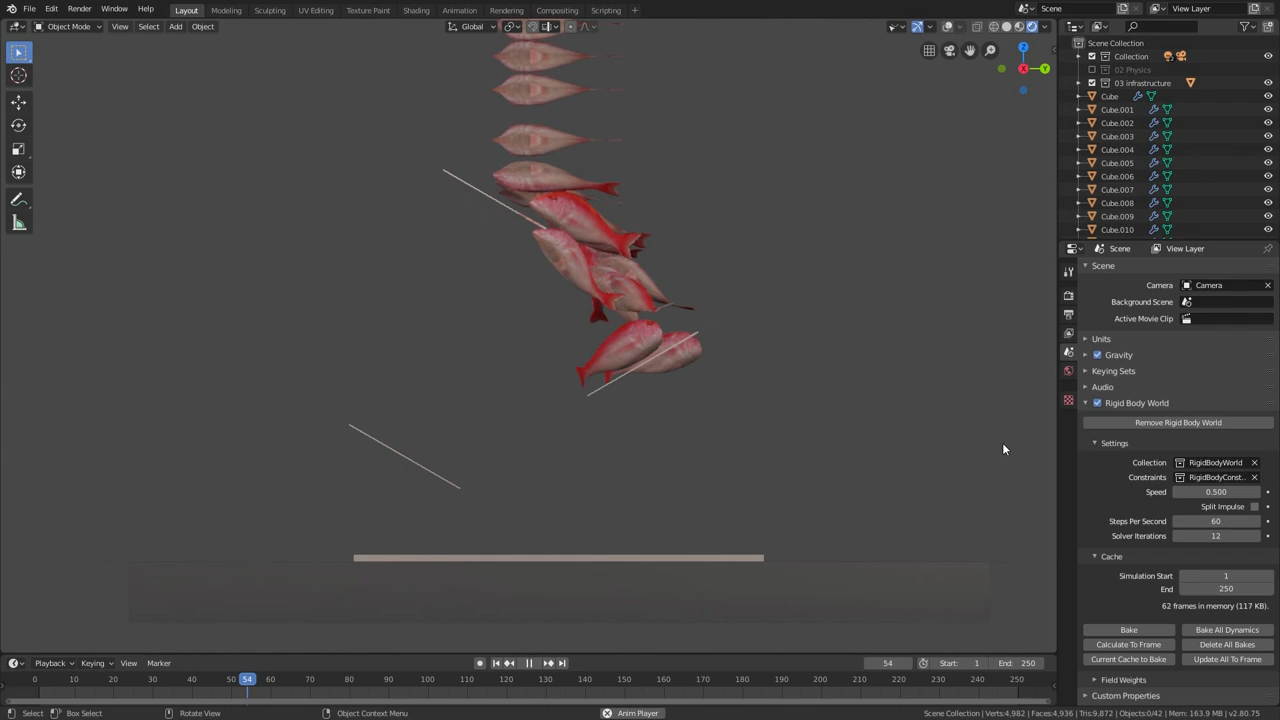 File Edit Render Window Help Layout Modeling Sculpting UV Editing Texture Paint Shading Animation Rendering Compositing Scripting + Scene View Layer
Object Mode View Select Add Object Global
Scene Collection
Collection
02 Physics
03 infrastructure
Cube
Cube.001
Cube.002
Cube.003
Cube.004
Cube.005
Cube.006
Cube.007
Cube.008
Cube.009
Cube.010
Z
X Y
Scene View Layer
Scene
Camera Camera
Background Scene
Active Movie Clip
Units
Gravity
Keying Sets
Audio
Rigid Body World
Remove Rigid Body World
Settings
Collection RigidBodyWorld
Constraints RigidBodyConst..
Speed 0.500
Split Impulse
Steps Per Second 60
Solver Iterations 12
Cache
Simulation Start 1
End 250
62 frames in memory (117 KB).
Bake Bake All Dynamics
Calculate To Frame Delete All Bakes
Current Cache to Bake Update All To Frame
Field Weights
Custom Properties
Playback Keying View Marker 54 Start: 1 End: 250
0 10 20 30 40 50 54 60 70 80 90 100 110 120 130 140 150 160 170 180 190 200 210 220 230 240 250
Select Box Select Rotate View Object Context Menu Anim Player Scene Collection | Verts:4,982 | Faces:4,936 | Tris:9,872 | Objects:0/42 | Mem: 163.9 MB | v2.80.75